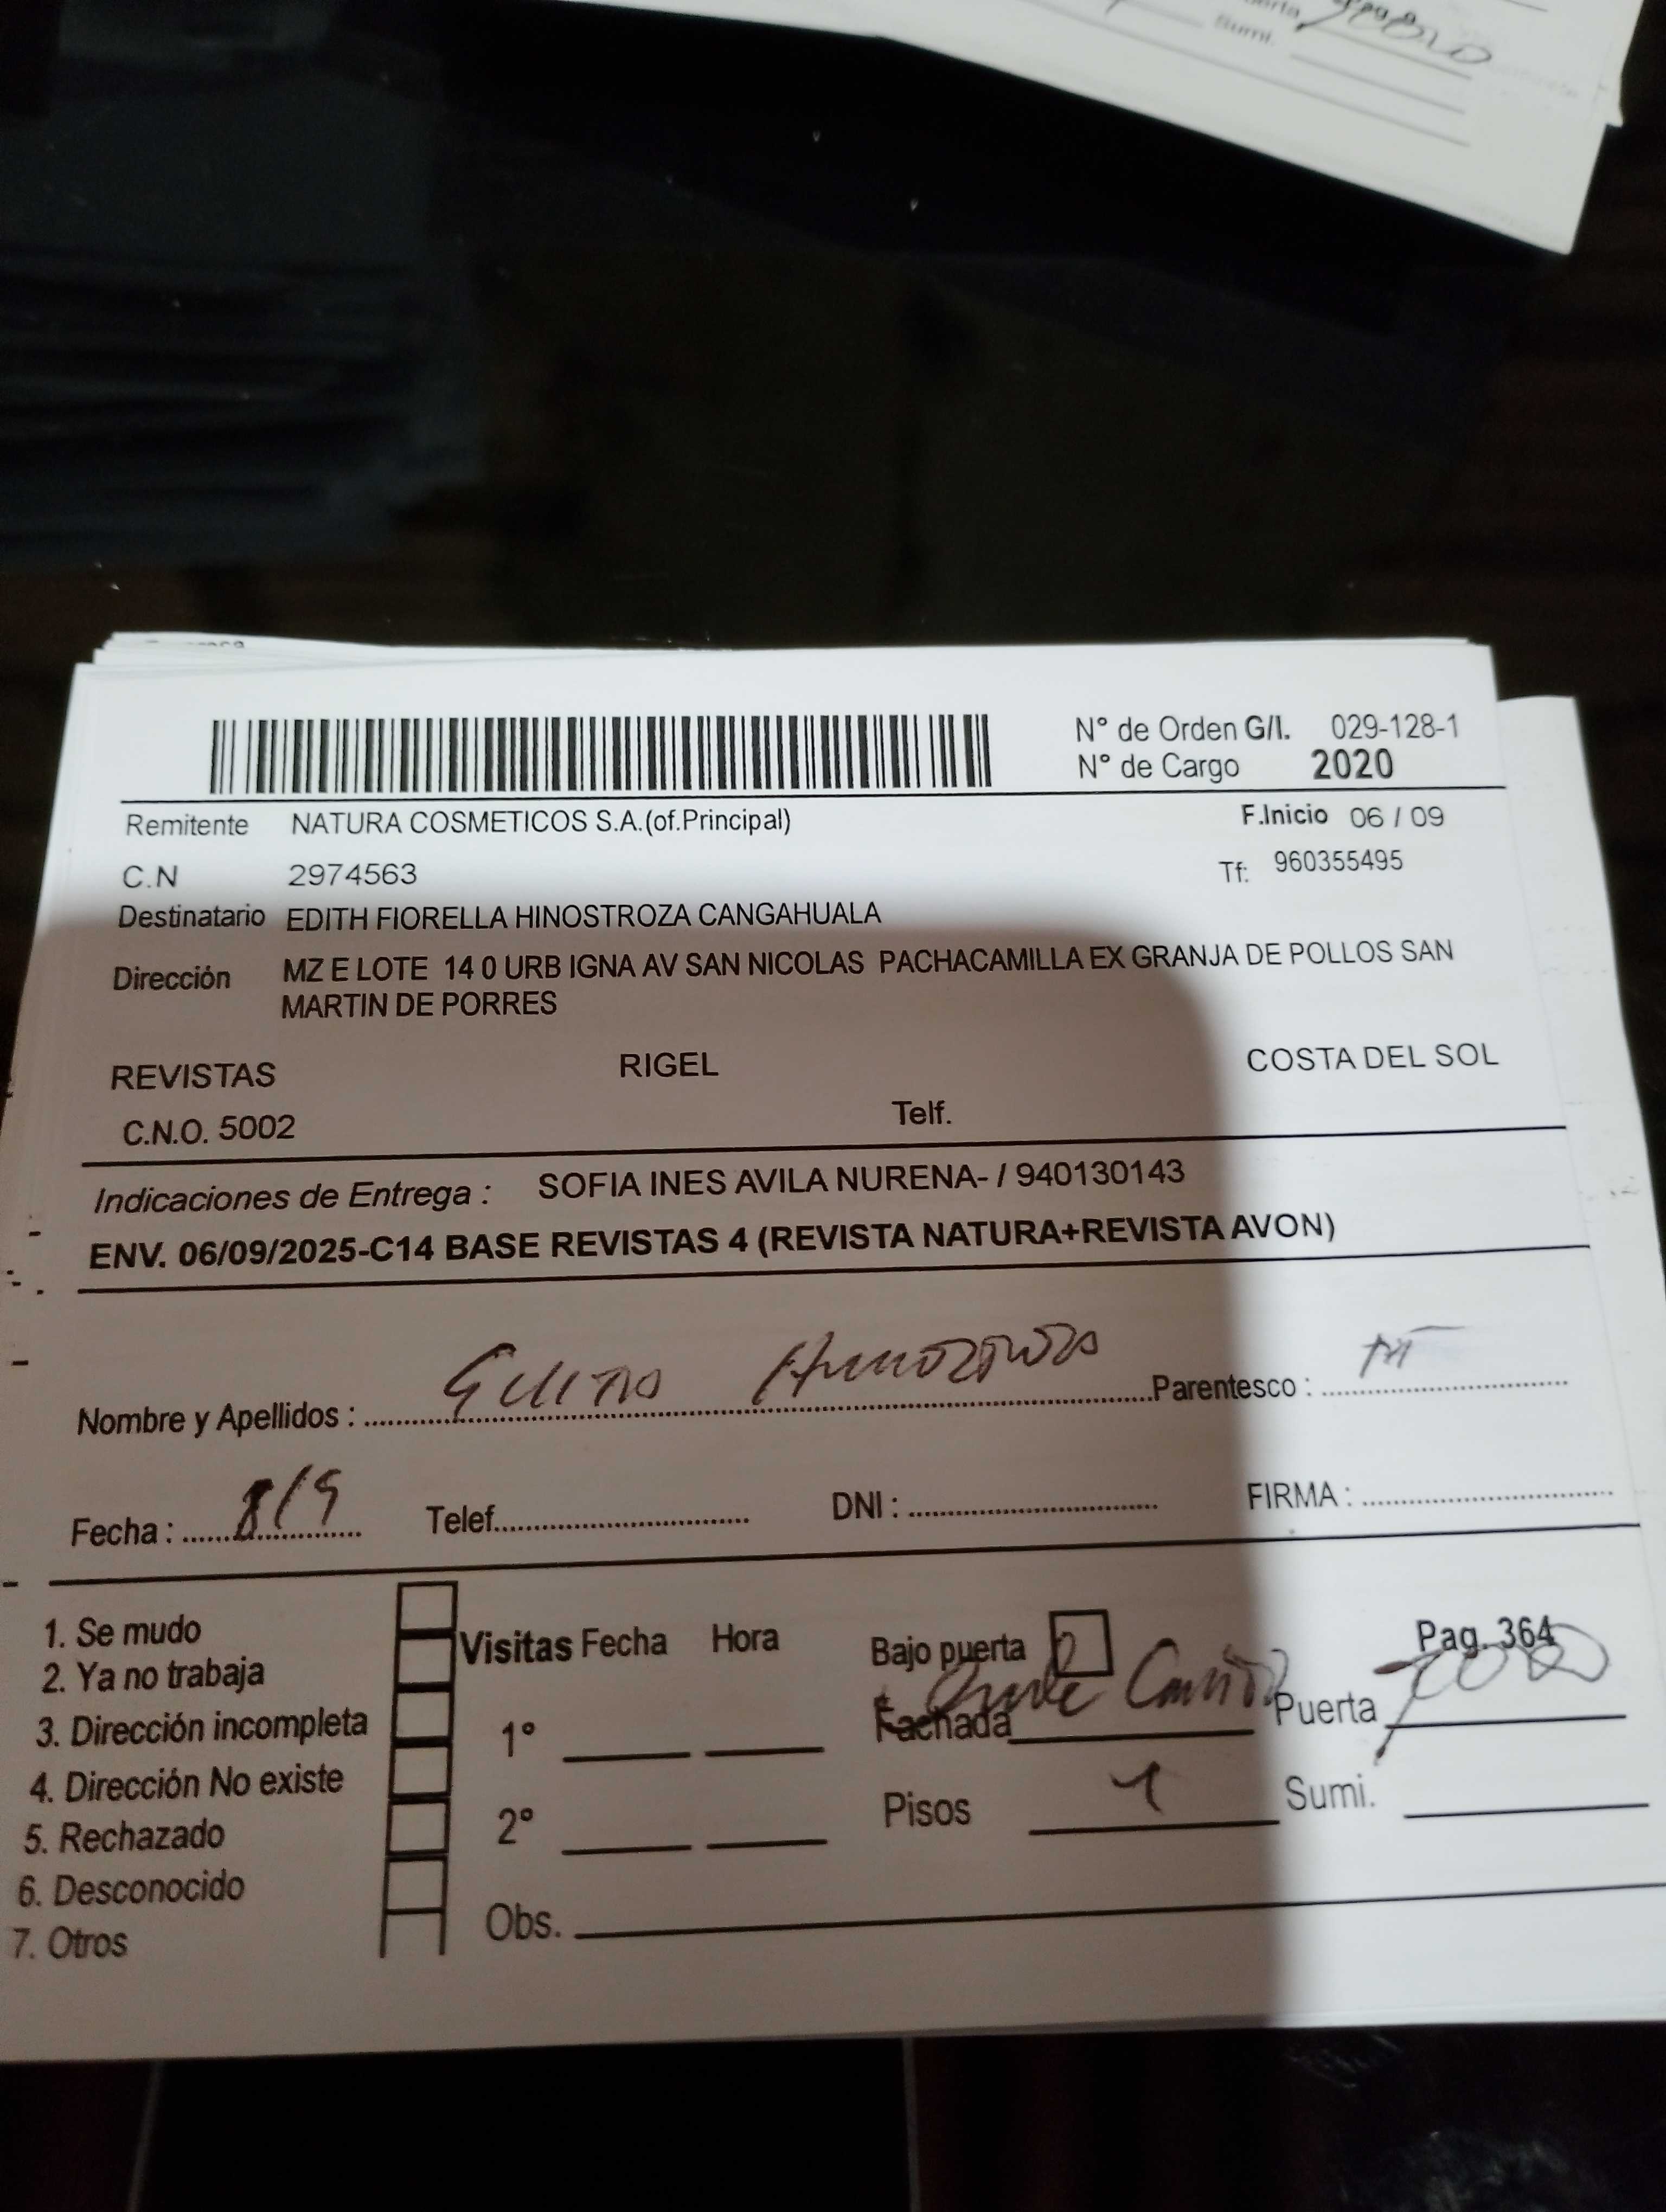 Sumi.
N° de Orden G/I. 029-128-1
N° de Cargo 2020
Remitente NATURA COSMETICOS S.A.(of.Principal) F.Inicio 06 / 09
C.N 2974563 Tf: 960355495
Destinatario EDITH FIORELLA HINOSTROZA CANGAHUALA
Dirección MZ E LOTE 14 0 URB IGNA AV SAN NICOLAS PACHACAMILLA EX GRANJA DE POLLOS SAN
MARTIN DE PORRES
REVISTAS RIGEL COSTA DEL SOL
C.N.O. 5002 Telf.
Indicaciones de Entrega : SOFIA INES AVILA NURENA- / 940130143
ENV. 06/09/2025-C14 BASE REVISTAS 4 (REVISTA NATURA+REVISTA AVON)
Nombre y Apellidos : Parentesco :
Fecha : 8/9 Telef. DNI : FIRMA :
1. Se mudo
2. Ya no trabaja
3. Dirección incompleta
4. Dirección No existe
5. Rechazado
6. Desconocido
7. Otros
Visitas Fecha Hora
1°
2°
Obs.
Bajo puerta Pag. 364
Fachada Puerta
Pisos 1 Sumi.